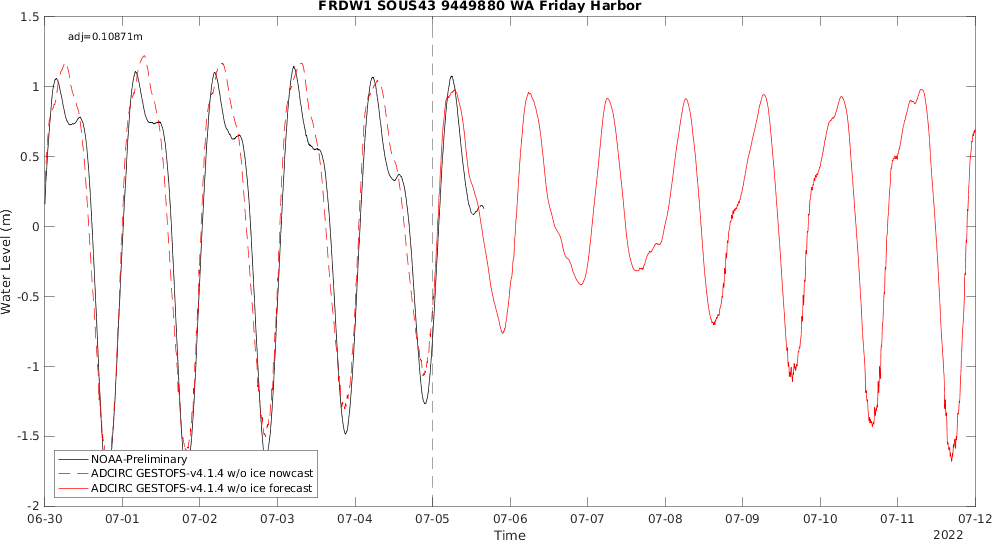 FRDW1 SOUS43 9449880 WA Friday Harbor
adj=0.10871m
1.5
1
0.5
0
-0.5
-1
-1.5
-2
Water Level (m)
NOAA-Preliminary
ADCIRC GESTOFS-v4.1.4 w/o ice nowcast
ADCIRC GESTOFS-v4.1.4 w/o ice forecast
06-30 07-01 07-02 07-03 07-04 07-05 07-06 07-07 07-08 07-09 07-10 07-11 07-12
Time
2022